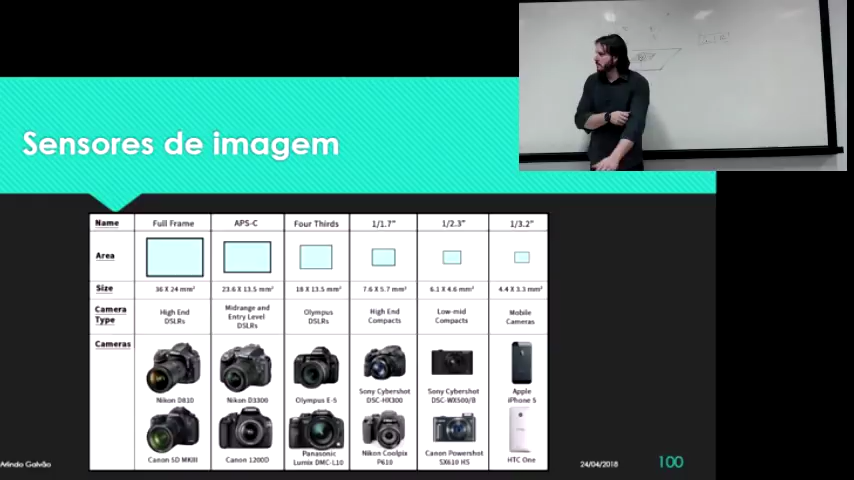 Sensores de imagem
Name Full Frame APS-C Four Thirds 1/1.7" 1/2.3" 1/3.2"
Area
Size 36 X 24 mm² 23.6 X 13.5 mm² 18 X 13.5 mm² 7.6 X 5.7 mm² 6.1 X 4.6 mm² 4.4 X 3.3 mm²
Camera Type High End DSLRs Midrange and Entry Level DSLRs Olympus DSLRs High End Compacts Low-mid Compacts Mobile Cameras
Cameras
Nikon D810 Nikon D3300 Olympus E-5 Sony Cybershot DSC-HX300 Sony Cybershot DSC-WX500/B Apple iPhone 5
Canon 5D MKIII Canon 1200D Panasonic Lumix DMC-L10 Nikon Coolpix P610 Canon Powershot SX610 HS HTC One
Arlindo Galvão 24/04/2018 100